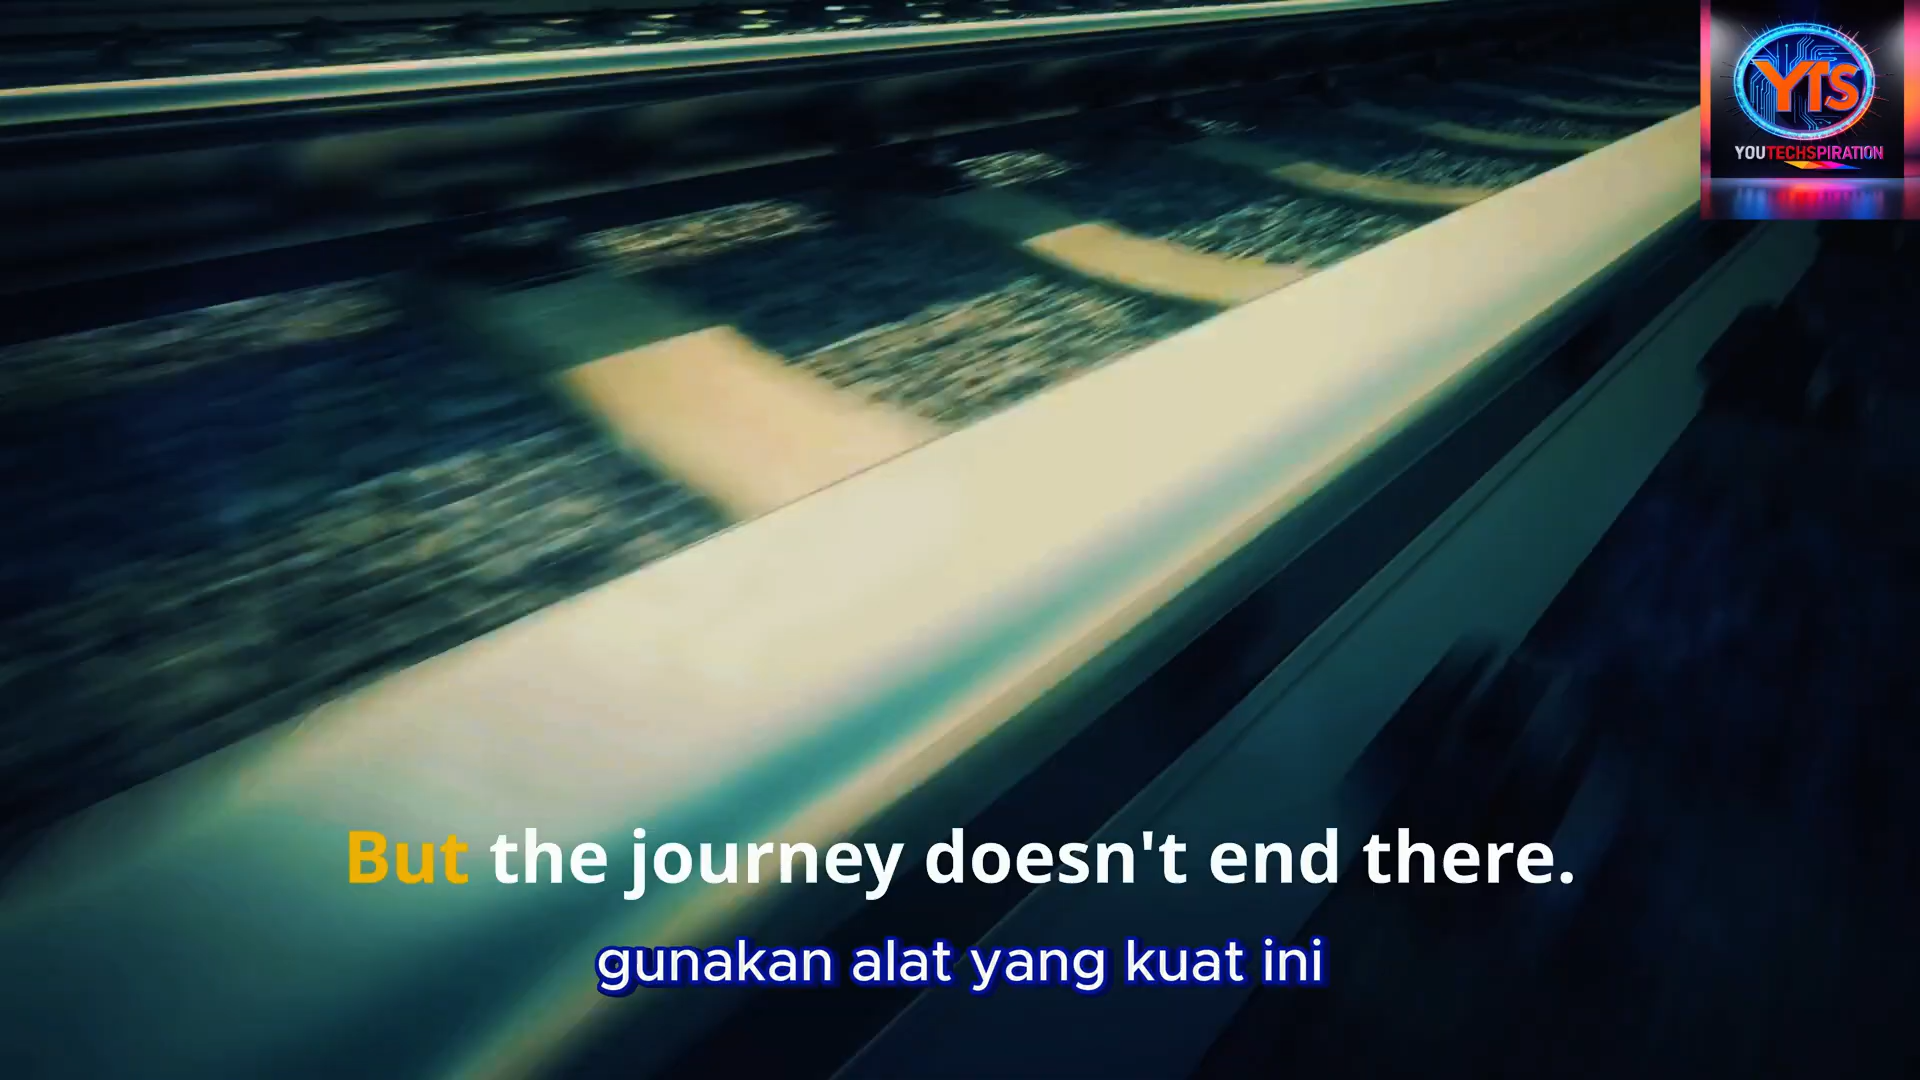 YTS
YOUTECHSPIRATION
But the journey doesn't end there.
gunakan alat yang kuat ini